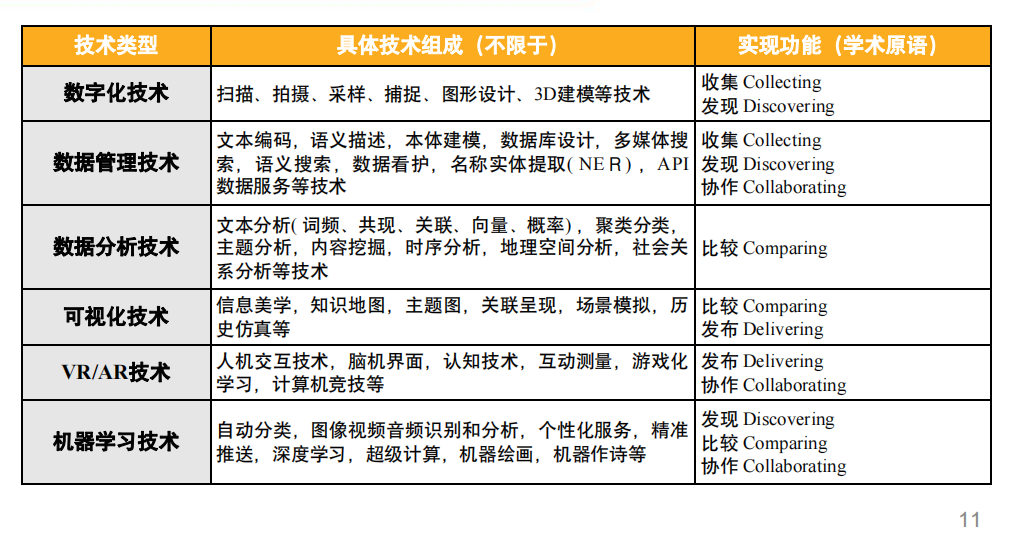 技术类型
具体技术组成（不限于）
实现功能（学术原语）
数字化技术
扫描、拍摄、采样、捕捉、图形设计、3D建模等技术
收集 Collecting
发现 Discovering
数据管理技术
文本编码，语义描述，本体建模，数据库设计，多媒体搜
索，语义搜索，数据看护，名称实体提取( NER) ，API
数据服务等技术
收集 Collecting
发现 Discovering
协作 Collaborating
数据分析技术
文本分析( 词频、共现、关联、向量、概率) ，聚类分类，
主题分析，内容挖掘，时序分析，地理空间分析，社会关
系分析等技术
比较 Comparing
可视化技术
信息美学，知识地图，主题图，关联呈现，场景模拟，历
史仿真等
比较 Comparing
发布 Delivering
VR/AR技术
人机交互技术，脑机界面，认知技术，互动测量，游戏化
学习，计算机竞技等
发布 Delivering
协作 Collaborating
机器学习技术
自动分类，图像视频音频识别和分析，个性化服务，精准
推送，深度学习，超级计算，机器绘画，机器作诗等
发现 Discovering
比较 Comparing
协作 Collaborating
11